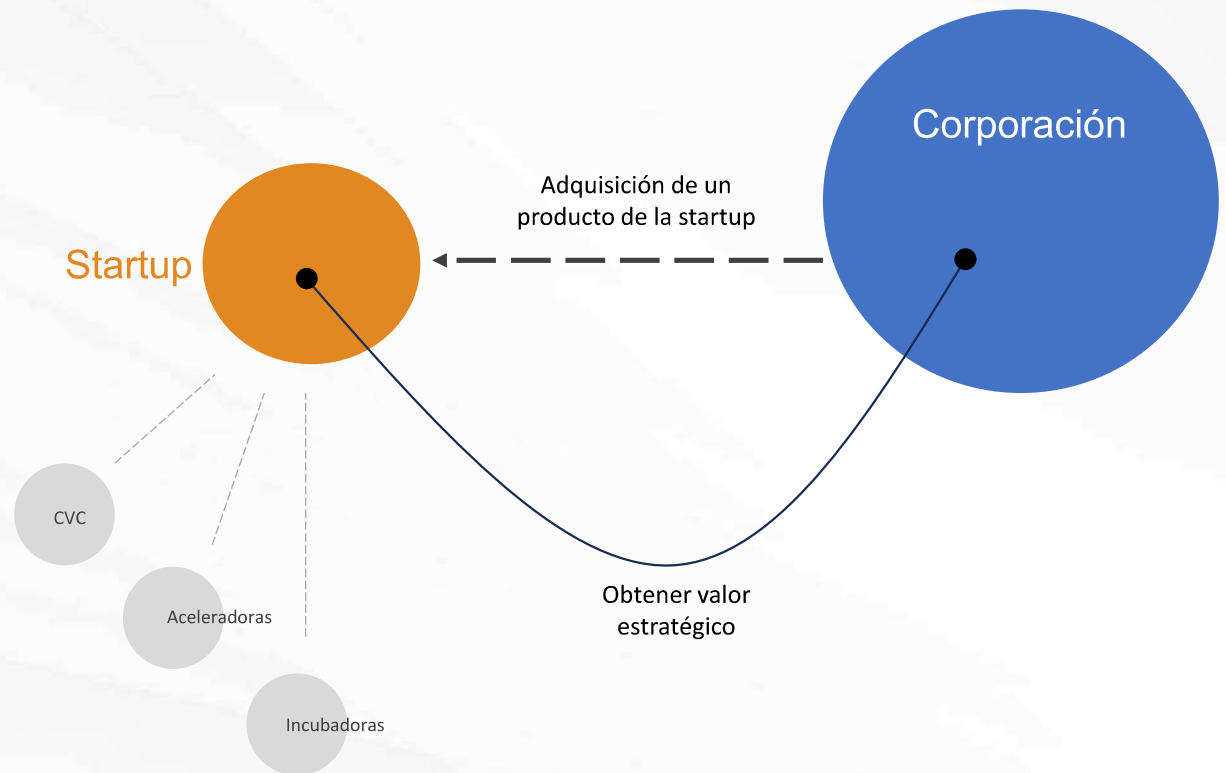 Corporación
Adquisición de un
producto de la startup
Startup
CVC
Aceleradoras
Obtener valor
estratégico
Incubadoras